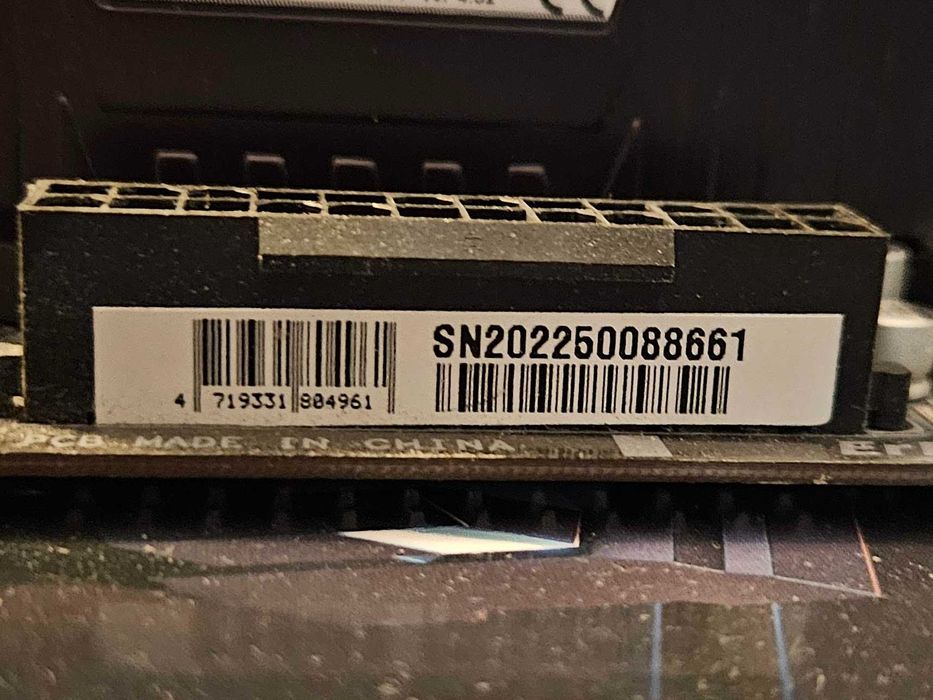 SN202250088661
4 719331 804961
PCB MADE IN CHINA